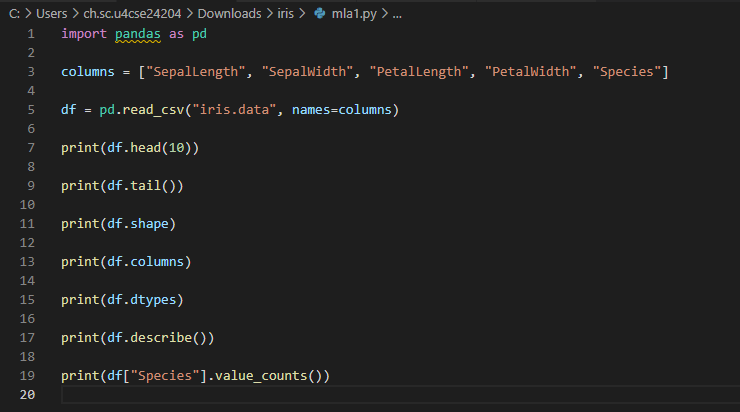 C: > Users > ch.sc.u4cse24204 > Downloads > iris > mla1.py > ...
1 import pandas as pd
2
3 columns = ["SepalLength", "SepalWidth", "PetalLength", "PetalWidth", "Species"]
4
5 df = pd.read_csv("iris.data", names=columns)
6
7 print(df.head(10))
8
9 print(df.tail())
10
11 print(df.shape)
12
13 print(df.columns)
14
15 print(df.dtypes)
16
17 print(df.describe())
18
19 print(df["Species"].value_counts())
20